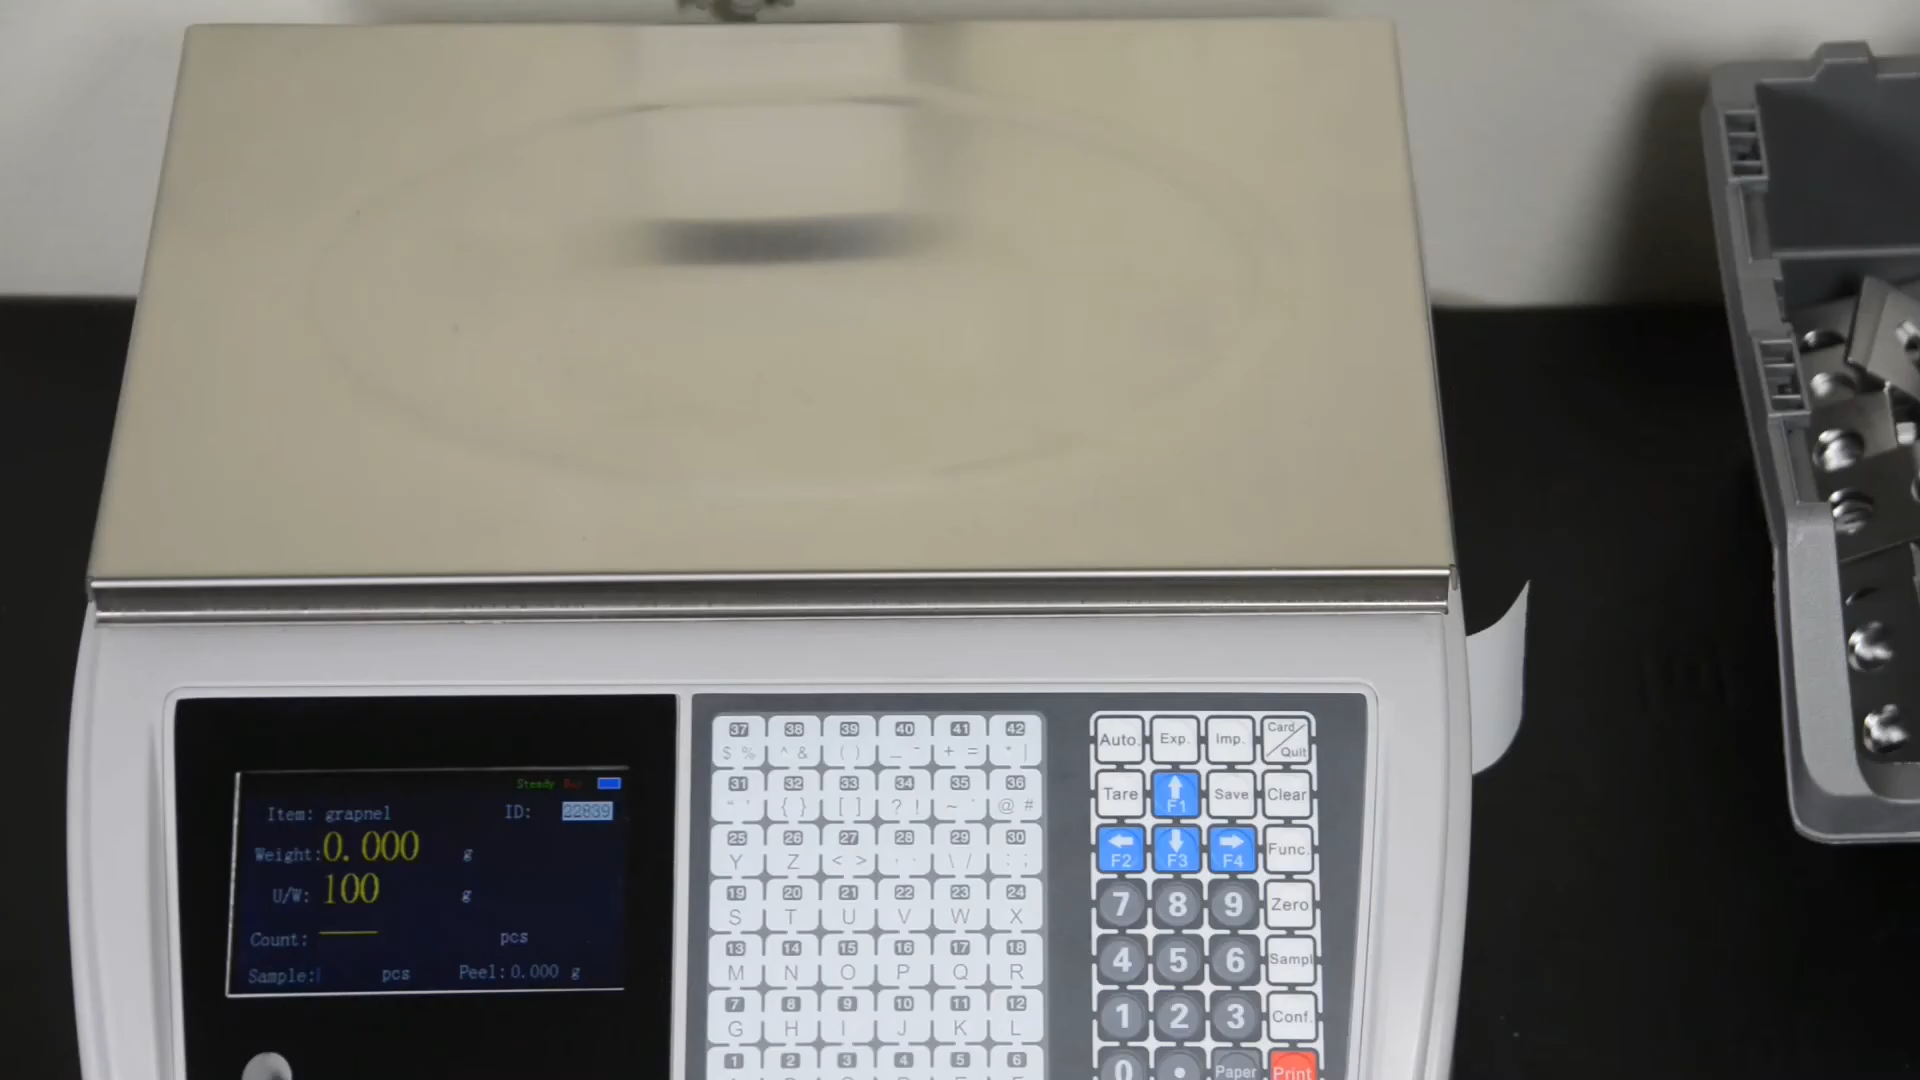 Steady
Item: grapnel ID: 22839
Weight: 0.000 g
U/W: 100 g
Count: pcs
Sample: pcs Peel: 0.000 g
37 38 39 40 41 42
$ % ^ & ( ) _ - + = * |
31 32 33 34 35 36
" ' { } [ ] ? ! ~ ` @ #
25 26 27 28 29 30
Y Z < > \ / : ;
19 20 21 22 23 24
S T U V W X
13 14 15 16 17 18
M N O P Q R
7 8 9 10 11 12
G H I J K L
1 2 3 4 5 6
Auto. Exp. Imp. Card/Quit
Tare F1 Save Clear
F2 F3 F4 Func.
7 8 9 Zero
4 5 6 Sampl
1 2 3 Conf.
0 . Paper Print